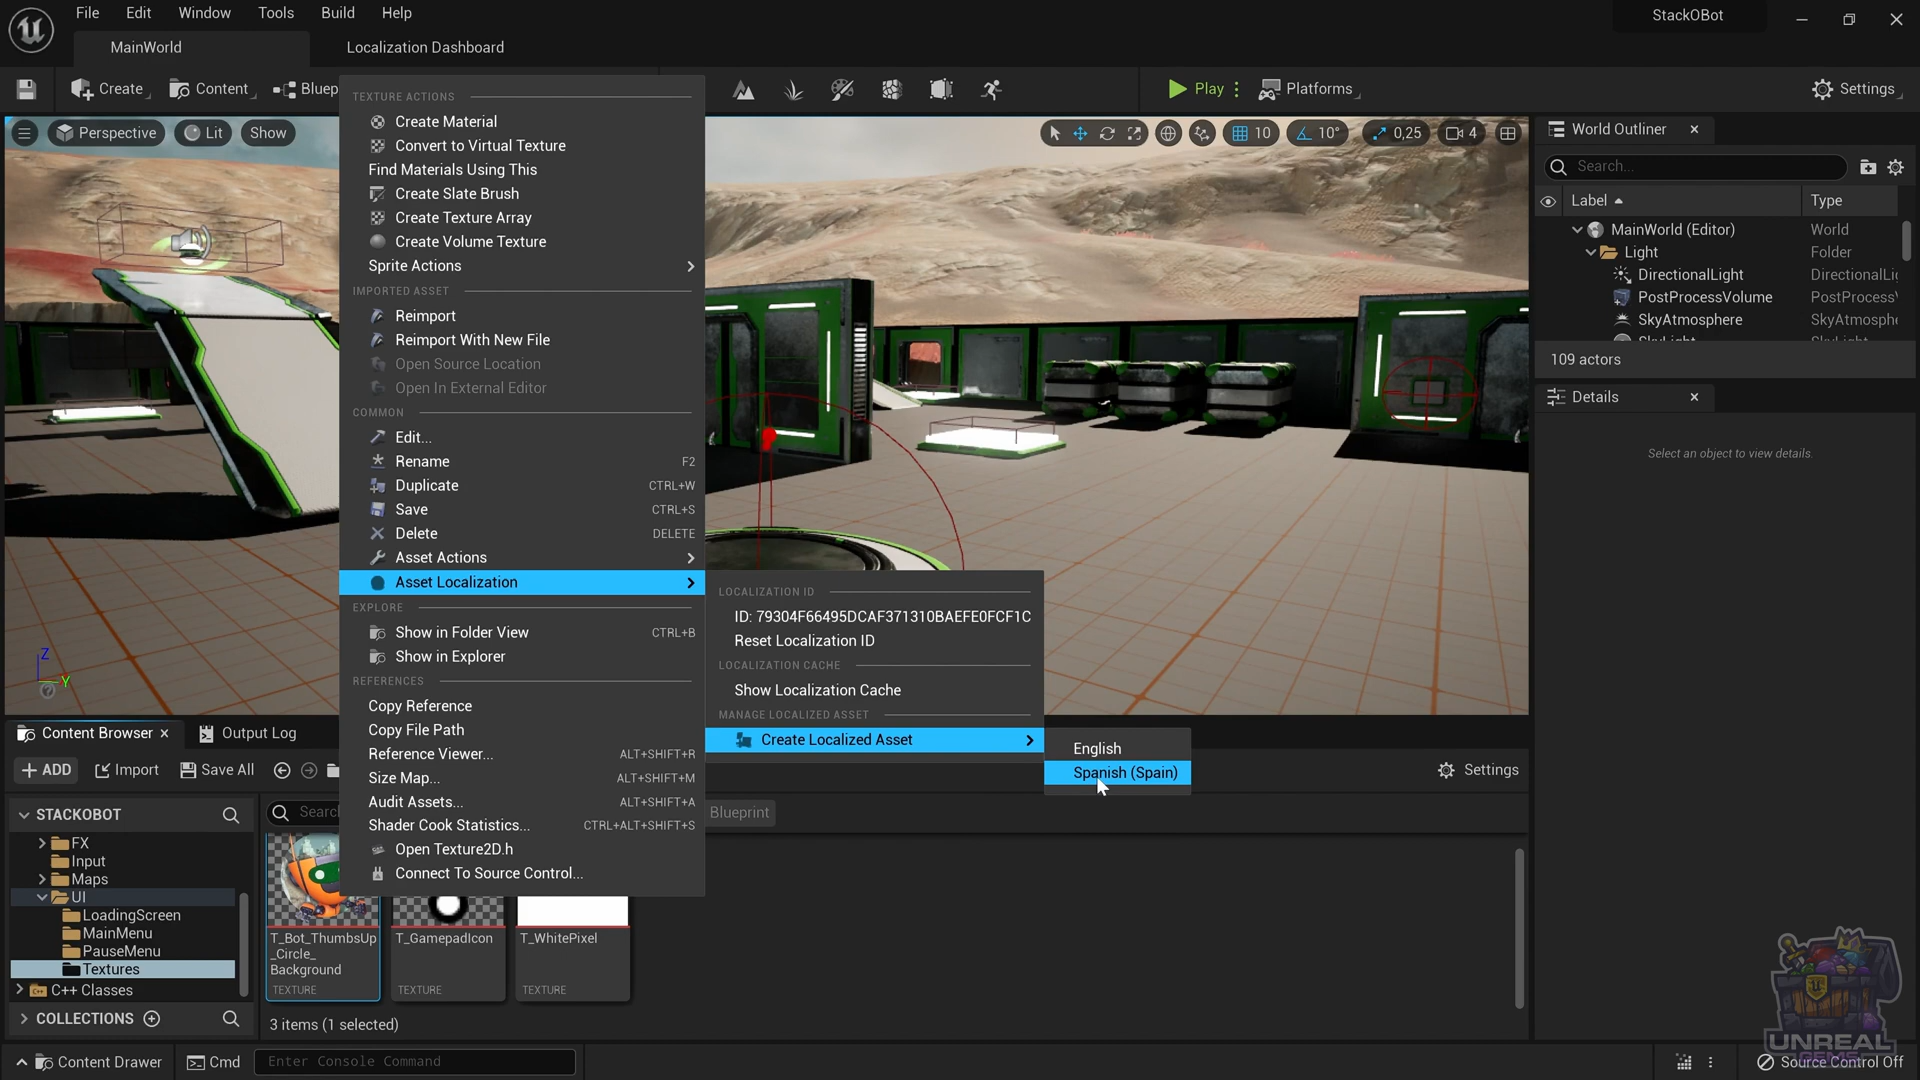 File Edit Window Tools Build Help
StackOBot
MainWorld
Localization Dashboard
Create
Content
Bluep
Play
Platforms
Settings
Perspective
Lit
Show
10
10°
0,25
4
TEXTURE ACTIONS
Create Material
Convert to Virtual Texture
Find Materials Using This
Create Slate Brush
Create Texture Array
Create Volume Texture
Sprite Actions
IMPORTED ASSET
Reimport
Reimport With New File
Open Source Location
Open In External Editor
COMMON
Edit...
Rename F2
Duplicate CTRL+W
Save CTRL+S
Delete DELETE
Asset Actions
Asset Localization
EXPLORE
Show in Folder View CTRL+B
Show in Explorer
REFERENCES
Copy Reference
Copy File Path
Reference Viewer... ALT+SHIFT+R
Size Map... ALT+SHIFT+M
Audit Assets... ALT+SHIFT+A
Shader Cook Statistics... CTRL+ALT+SHIFT+S
Open Texture2D.h
Connect To Source Control...
LOCALIZATION ID
ID: 79304F66495DCAF371310BAEFE0FCF1C
Reset Localization ID
LOCALIZATION CACHE
Show Localization Cache
MANAGE LOCALIZED ASSET
Create Localized Asset
English
Spanish (Spain)
World Outliner
Search...
Label
Type
MainWorld (Editor) World
Light Folder
DirectionalLight DirectionalLi
PostProcessVolume PostProcess
SkyAtmosphere SkyAtmosph
SkyLight
109 actors
Details
Select an object to view details.
Z
Y
Content Browser
Output Log
ADD
Import
Save All
Settings
STACKOBOT
Searc
Blueprint
FX
Input
Maps
UI
LoadingScreen
MainMenu
PauseMenu
Textures
C++ Classes
COLLECTIONS
T_Bot_ThumbsUp
_Circle_
Background
TEXTURE
T_GamepadIcon
TEXTURE
T_WhitePixel
TEXTURE
3 items (1 selected)
Content Drawer
Cmd
Enter Console Command
Source Control Off
UNREAL
GEMS